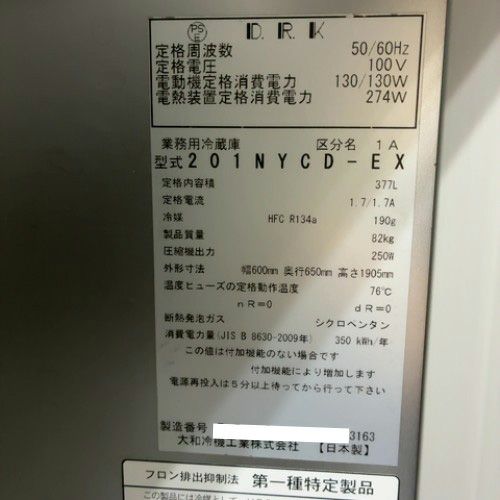 PS E D.R.K
定格周波数 50/60Hz
定格電圧 100V
電動機定格消費電力 130/130W
電熱装置定格消費電力 274W
業務用冷蔵庫 区分名 1A
型式 201NYCD-EX
定格内容積 377L
定格電流 1.7/1.7A
冷媒 HFC R134a 190g
製品質量 82kg
圧縮機出力 250W
外形寸法 幅600mm 奥行650mm 高さ1905mm
温度ヒューズの定格動作温度 76℃
nR=0 dR=0
断熱発泡ガス シクロペンタン
消費電力量(JIS B 8630-2009年) 350 kWh/年
この値は付加機能のない場合です
付加機能により増加します
電源再投入は5分以上待ってから行って下さい
製造番号 3163
大和冷機工業株式会社 【日本製】
フロン排出抑制法 第一種特定製品